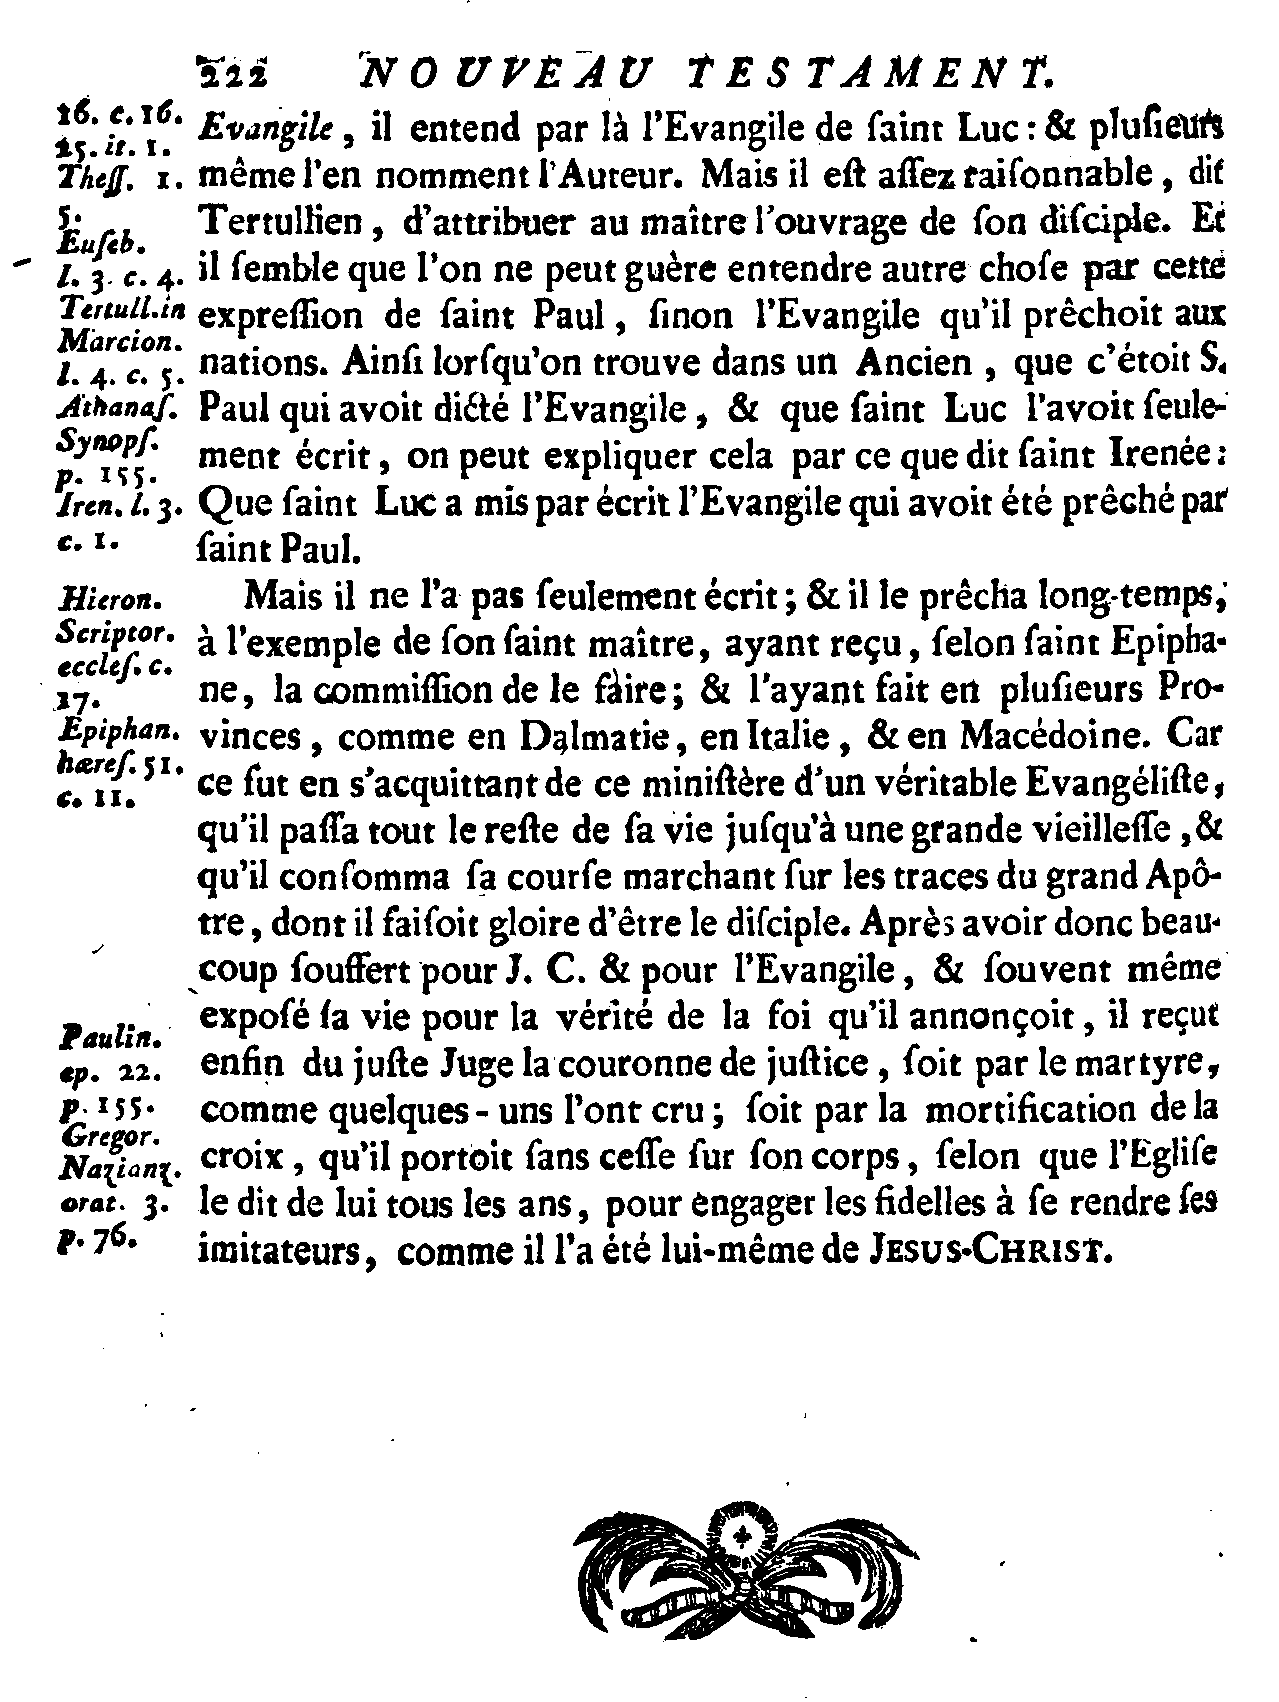 222 NOUVEAU TESTAMENT.
16. c. 16.
25. it. 1.
Theſſ. 1.
5.
Euſeb.
l. 3. c. 4.
Tertull. in
Marcion.
l. 4. c. 5.
Athanaſ.
Synopſ.
p. 155.
Iren. l. 3.
c. 1.
Evangile, il entend par là l'Evangile de ſaint Luc : & pluſieurs
même l'en nomment l'Auteur. Mais il eſt aſſez raiſonnable, dit
Tertullien, d'attribuer au maître l'ouvrage de ſon diſciple. Et
il ſemble que l'on ne peut guère entendre autre choſe par cette
expreſſion de ſaint Paul, ſinon l'Evangile qu'il prêchoit aux
nations. Ainſi lorſqu'on trouve dans un Ancien, que c'étoit S.
Paul qui avoit dicté l'Evangile, & que ſaint Luc l'avoit ſeule-
ment écrit, on peut expliquer cela par ce que dit ſaint Irenée :
Que ſaint Luc a mis par écrit l'Evangile qui avoit été prêché par
ſaint Paul.
Hieron.
Scriptor.
eccleſ. c.
17.
Epiphan.
hæreſ. 51.
c. 11.
Mais il ne l'a pas ſeulement écrit ; & il le prêcha long-temps,
à l'exemple de ſon ſaint maître, ayant reçu, ſelon ſaint Epipha-
ne, la commiſſion de le faire ; & l'ayant fait en pluſieurs Pro-
vinces, comme en Dalmatie, en Italie, & en Macédoine. Car
ce fut en s'acquittant de ce miniſtère d'un véritable Evangéliſte,
qu'il paſſa tout le reſte de ſa vie juſqu'à une grande vieilleſſe, &
qu'il conſomma ſa courſe marchant ſur les traces du grand Apô-
tre, dont il faiſoit gloire d'être le diſciple. Après avoir donc beau-
coup ſouffert pour J. C. & pour l'Evangile, & ſouvent même
expoſé ſa vie pour la vérité de la foi qu'il annonçoit, il reçut
enfin du juſte Juge la couronne de juſtice, ſoit par le martyre,
comme quelques-uns l'ont cru ; ſoit par la mortification de la
croix, qu'il portoit ſans ceſſe ſur ſon corps, ſelon que l'Egliſe
le dit de lui tous les ans, pour engager les fidelles à ſe rendre ſes
imitateurs, comme il l'a été lui-même de JESUS-CHRIST.
Paulin.
ep. 22.
p. 155.
Gregor.
Nazianz.
orat. 3.
p. 76.